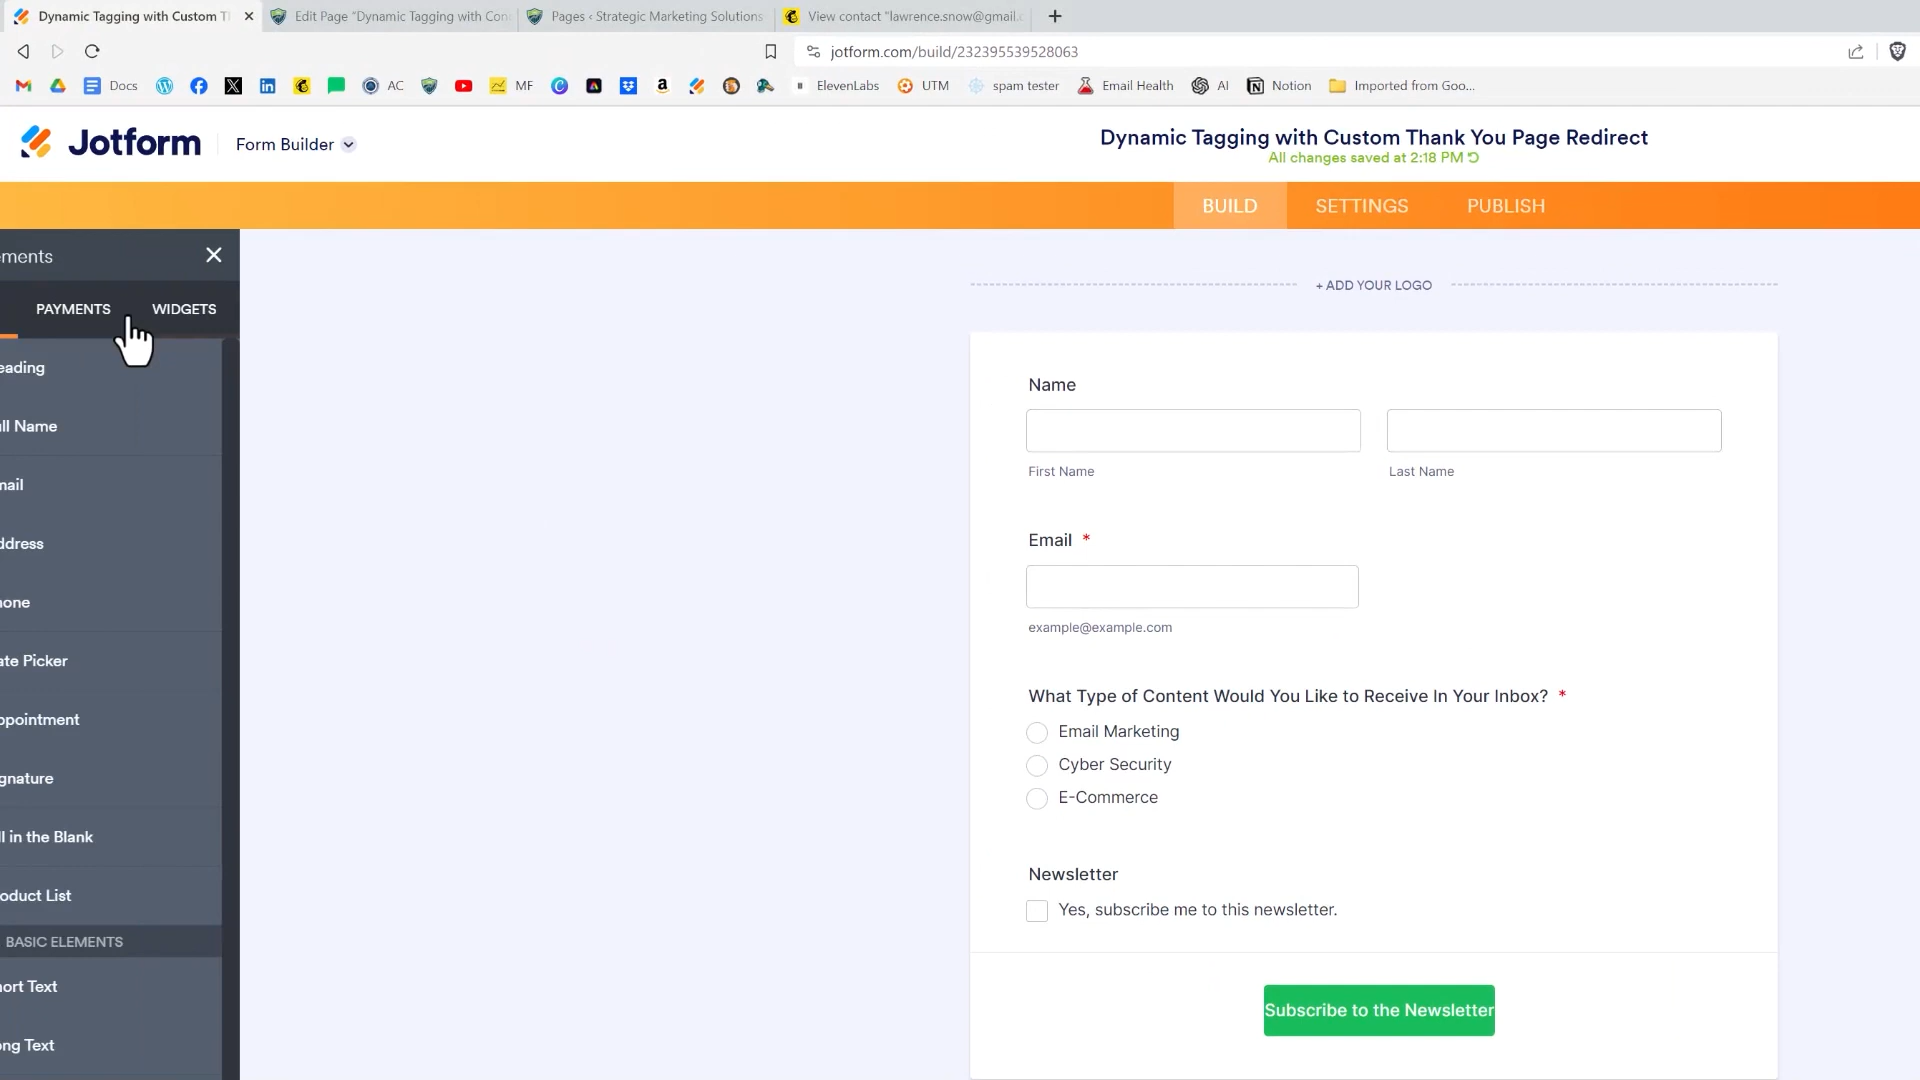 Dynamic Tagging with Custom T
Edit Page "Dynamic Tagging with Con
Pages ‹ Strategic Marketing Solutions
View contact "lawrence.snow@gmail.c
jotform.com/build/232395539528063
Docs
AC
MF
ElevenLabs
UTM
spam tester
Email Health
AI
Notion
Imported from Goo...
Jotform
Form Builder
Dynamic Tagging with Custom Thank You Page Redirect
All changes saved at 2:18 PM
BUILD
SETTINGS
PUBLISH
ements
PAYMENTS
WIDGETS
eading
ll Name
mail
ddress
hone
ate Picker
ppointment
gnature
ll in the Blank
oduct List
BASIC ELEMENTS
hort Text
ong Text
+ ADD YOUR LOGO
Name
First Name
Last Name
Email *
example@example.com
What Type of Content Would You Like to Receive In Your Inbox? *
Email Marketing
Cyber Security
E-Commerce
Newsletter
Yes, subscribe me to this newsletter.
Subscribe to the Newsletter